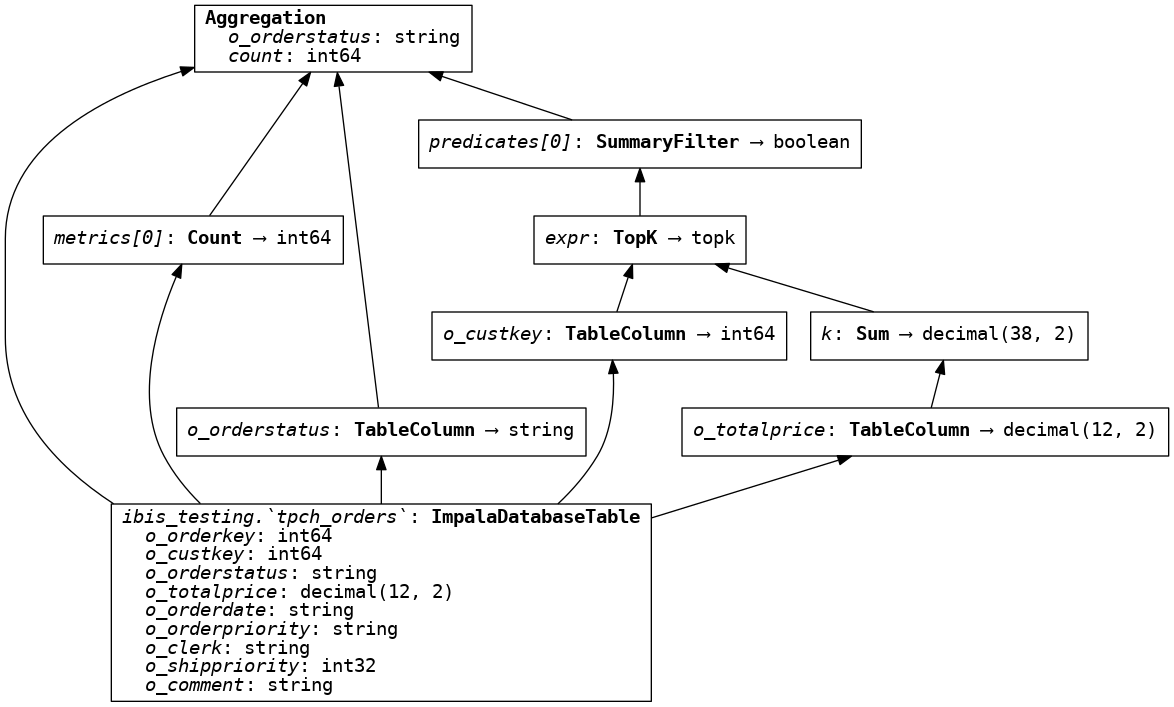 Aggregation
o_orderstatus: string
count: int64
predicates[0]: SummaryFilter → boolean
metrics[0]: Count → int64
expr: TopK → topk
o_custkey: TableColumn → int64
k: Sum → decimal(38, 2)
o_orderstatus: TableColumn → string
o_totalprice: TableColumn → decimal(12, 2)
ibis_testing.`tpch_orders`: ImpalaDatabaseTable
o_orderkey: int64
o_custkey: int64
o_orderstatus: string
o_totalprice: decimal(12, 2)
o_orderdate: string
o_orderpriority: string
o_clerk: string
o_shippriority: int32
o_comment: string